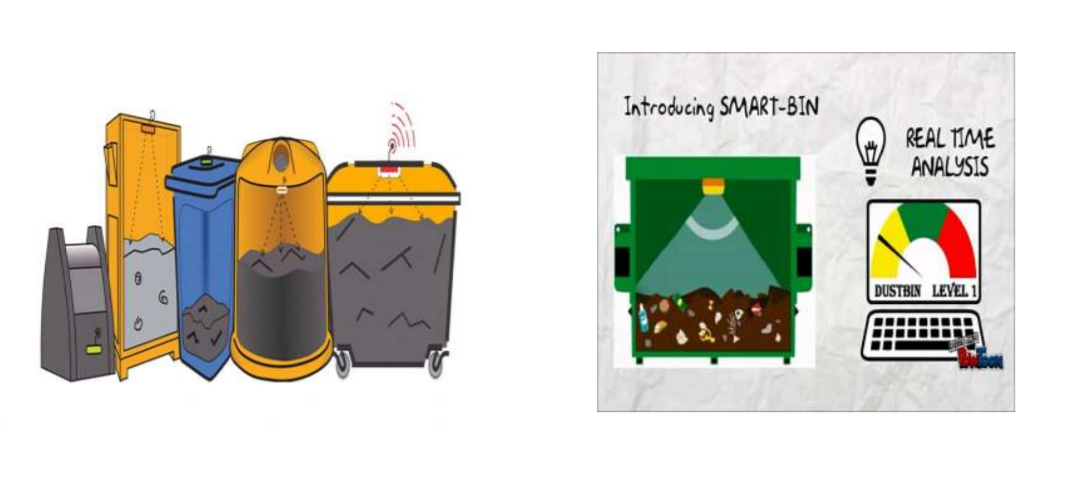 Introducing SMART-BIN
REAL TIME
ANALYSIS
DUSTBIN LEVEL 1